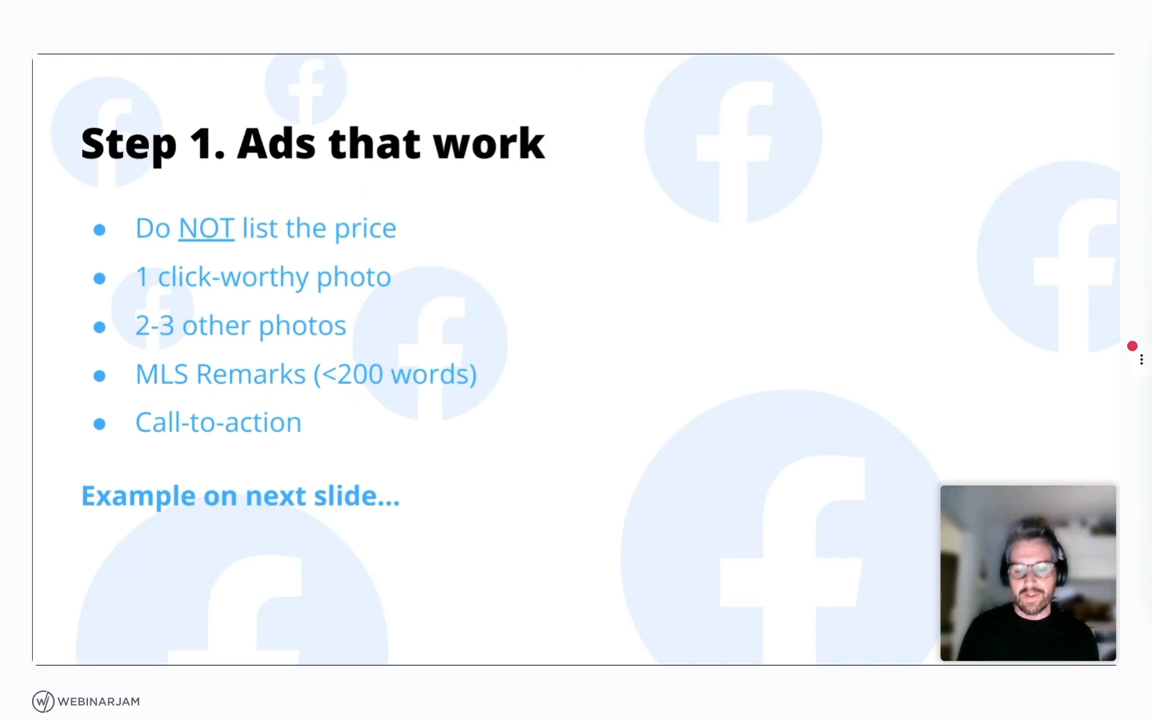 Step 1. Ads that work
● Do NOT list the price
● 1 click-worthy photo
● 2-3 other photos
● MLS Remarks (<200 words)
● Call-to-action
Example on next slide...
WEBINARJAM